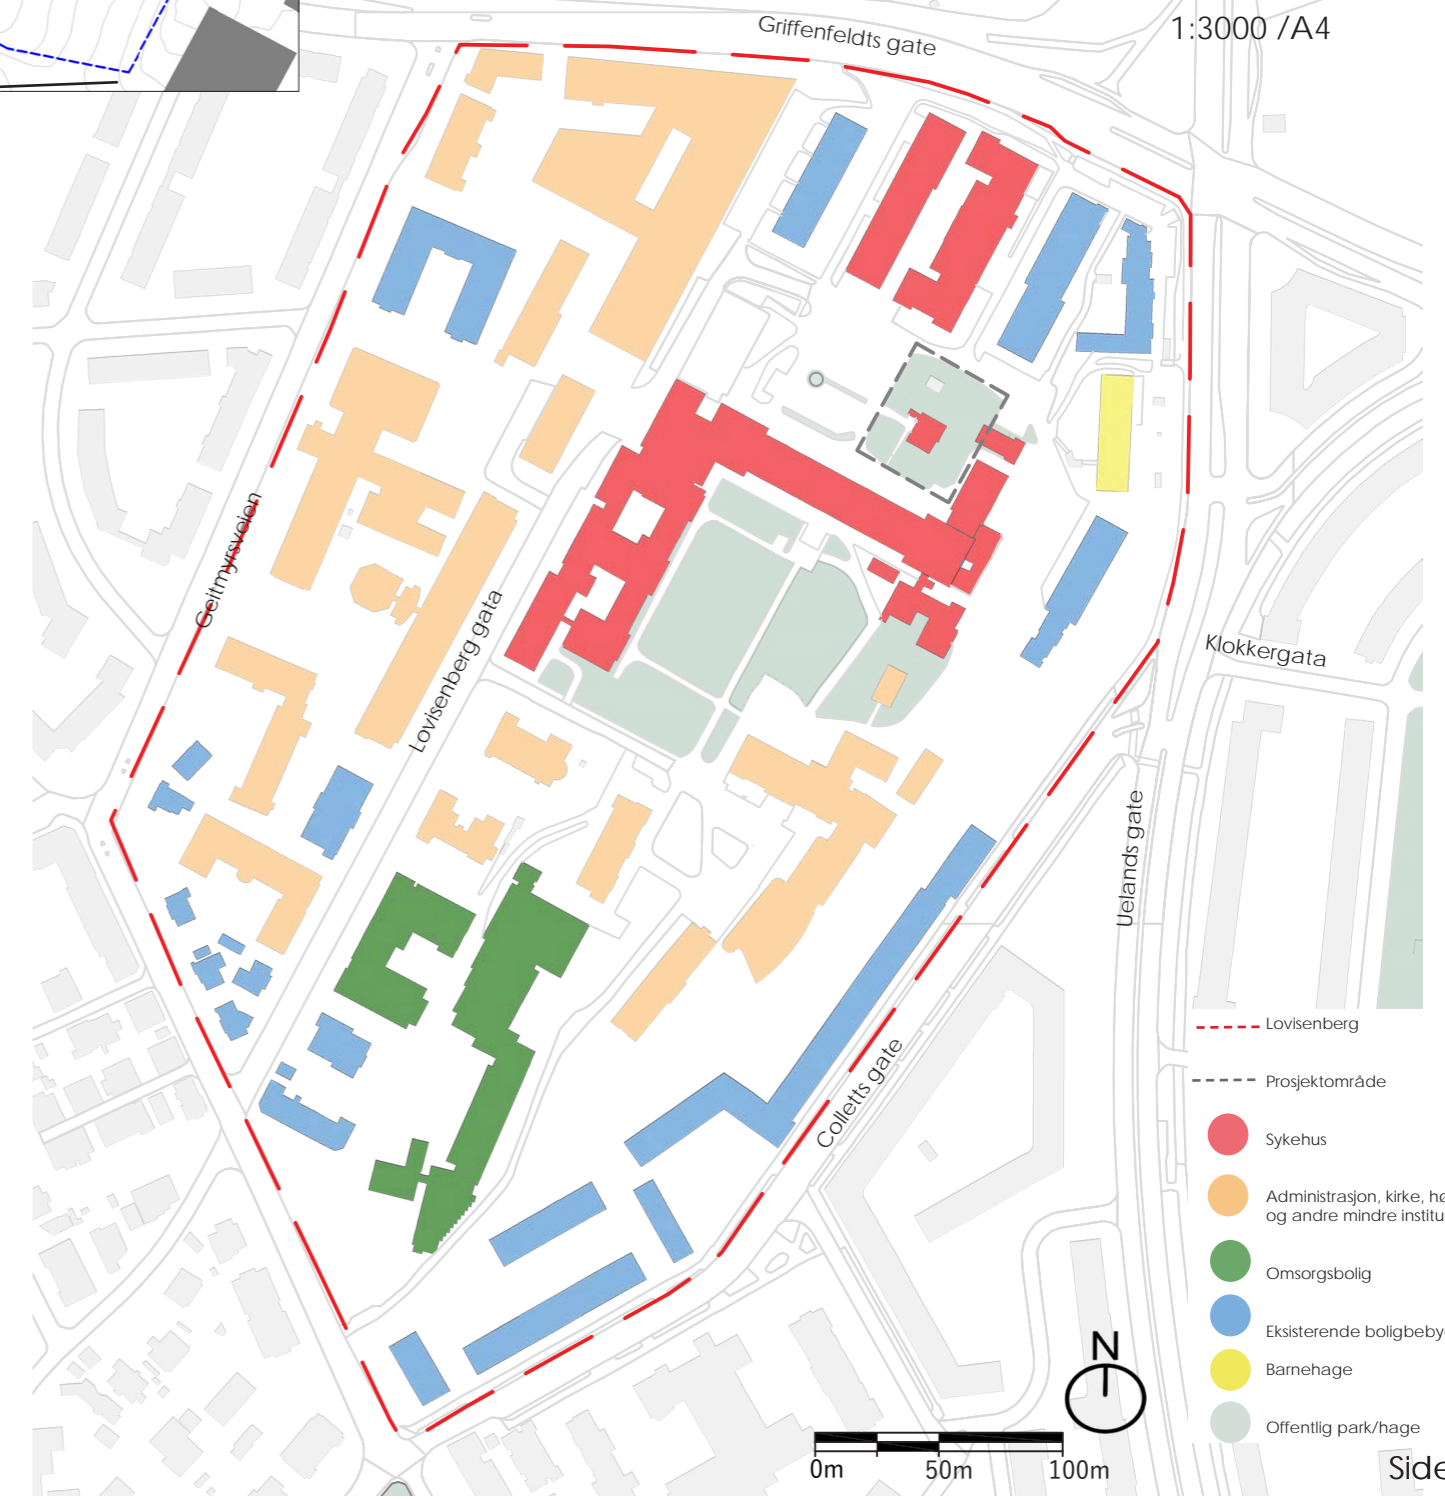 Griffenfeldts gate
1:3000 /A4
Geitmyrsveien
Lovisenberg gata
Klokkergata
Uelands gate
Colletts gate
Lovisenberg
Prosjektområde
Sykehus
Administrasjon, kirke, hø
og andre mindre institu
Omsorgsbolig
Eksisterende boligbeby
Barnehage
Offentlig park/hage
N
0m 50m 100m
Side